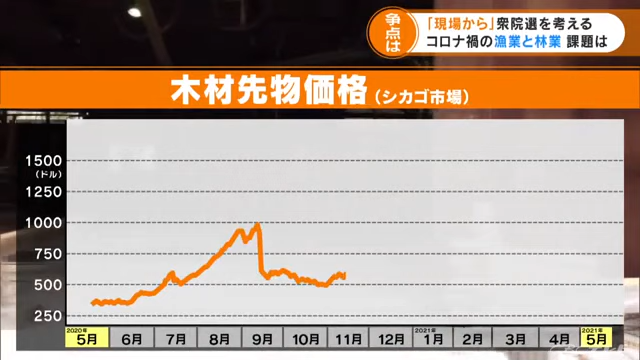 争点は
「現場から」衆院選を考える
コロナ禍の漁業と林業 課題は
木材先物価格(シカゴ市場)
1500
(ドル)
1250
1000
750
500
250
2020年 2021年 2021年
5月 6月 7月 8月 9月 10月 11月 12月 1月 2月 3月 4月 5月